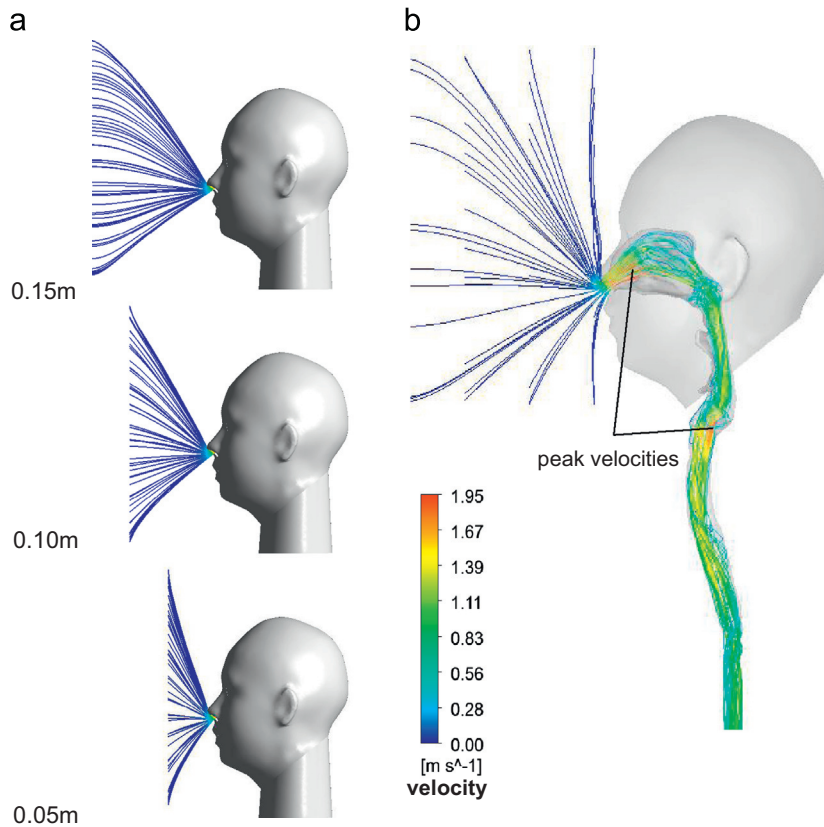 a
b
0.15m
0.10m
0.05m
peak velocities
1.95
1.67
1.39
1.11
0.83
0.56
0.28
0.00
[m s^-1]
velocity